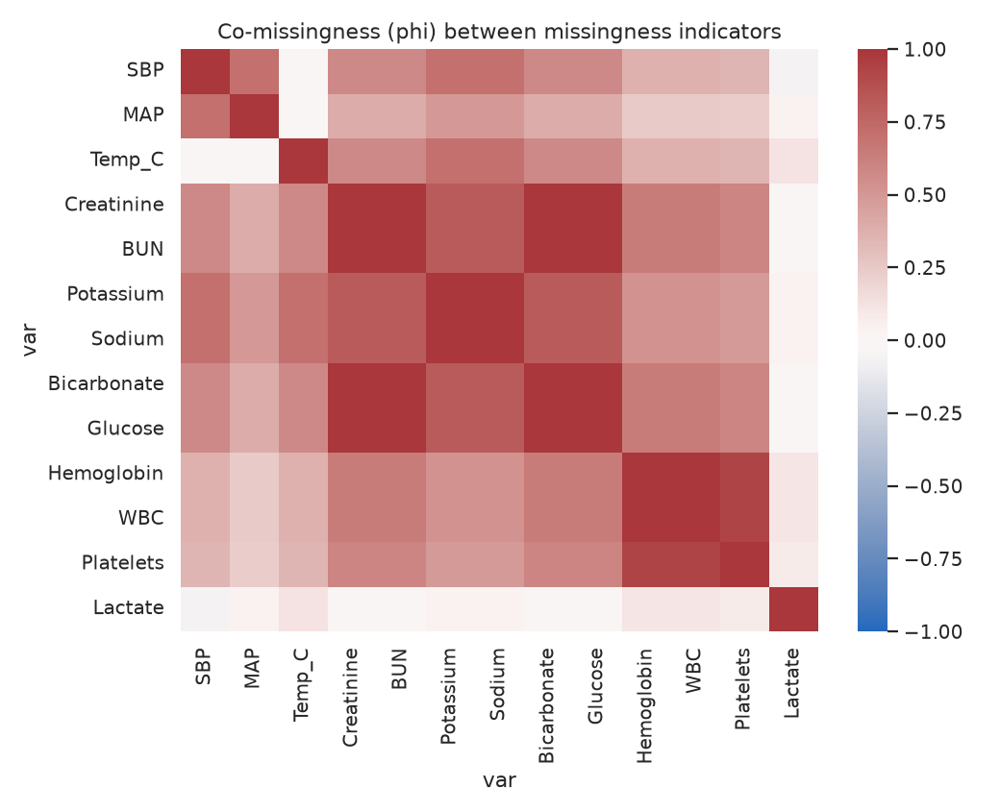 Co-missingness (phi) between missingness indicators
SBP
MAP
Temp_C
Creatinine
BUN
Potassium
Sodium
Bicarbonate
Glucose
Hemoglobin
WBC
Platelets
Lactate
var
SBP
MAP
Temp_C
Creatinine
BUN
Potassium
Sodium
Bicarbonate
Glucose
Hemoglobin
WBC
Platelets
Lactate
var
1.00
0.75
0.50
0.25
0.00
−0.25
−0.50
−0.75
−1.00